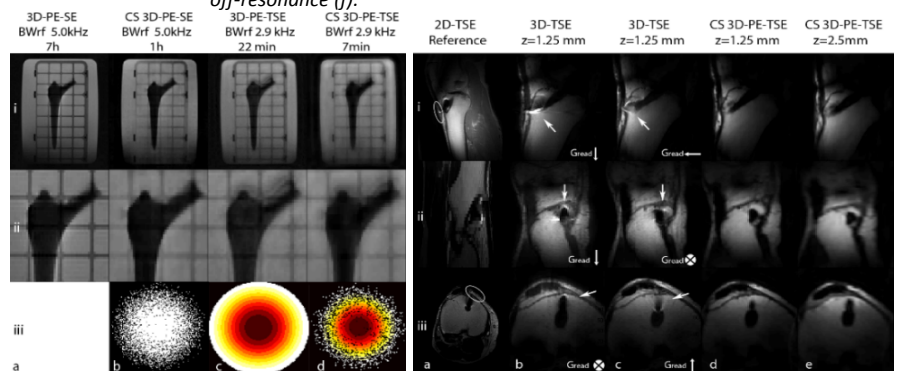 off-resonance (f).
3D-PE-SE
BWrf 5.0kHz
7h
CS 3D-PE-SE
BWrf 5.0kHz
1h
3D-PE-TSE
BWrf 2.9 kHz
22 min
CS 3D-PE-TSE
BWrf 2.9 kHz
7min
i
ii
iii
a
b
c
d
2D-TSE
Reference
3D-TSE
z=1.25 mm
3D-TSE
z=1.25 mm
CS 3D-PE-TSE
z=1.25 mm
CS 3D-PE-TSE
z=2.5mm
i
Gread
Gread
ii
Gread
Gread
iii
a
b
Gread
c
Gread
d
e